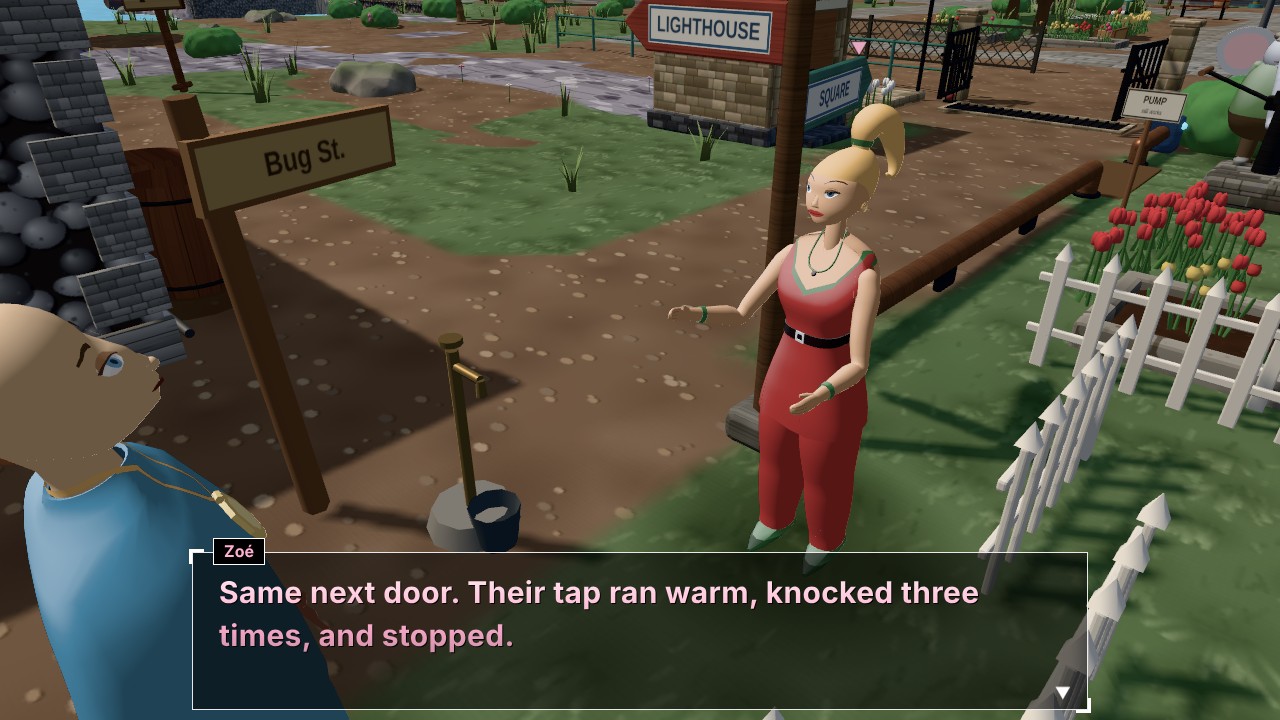 LIGHTHOUSE
SQUARE
PUMP
Bug St.
Zoé
Same next door. Their tap ran warm, knocked three
times, and stopped.